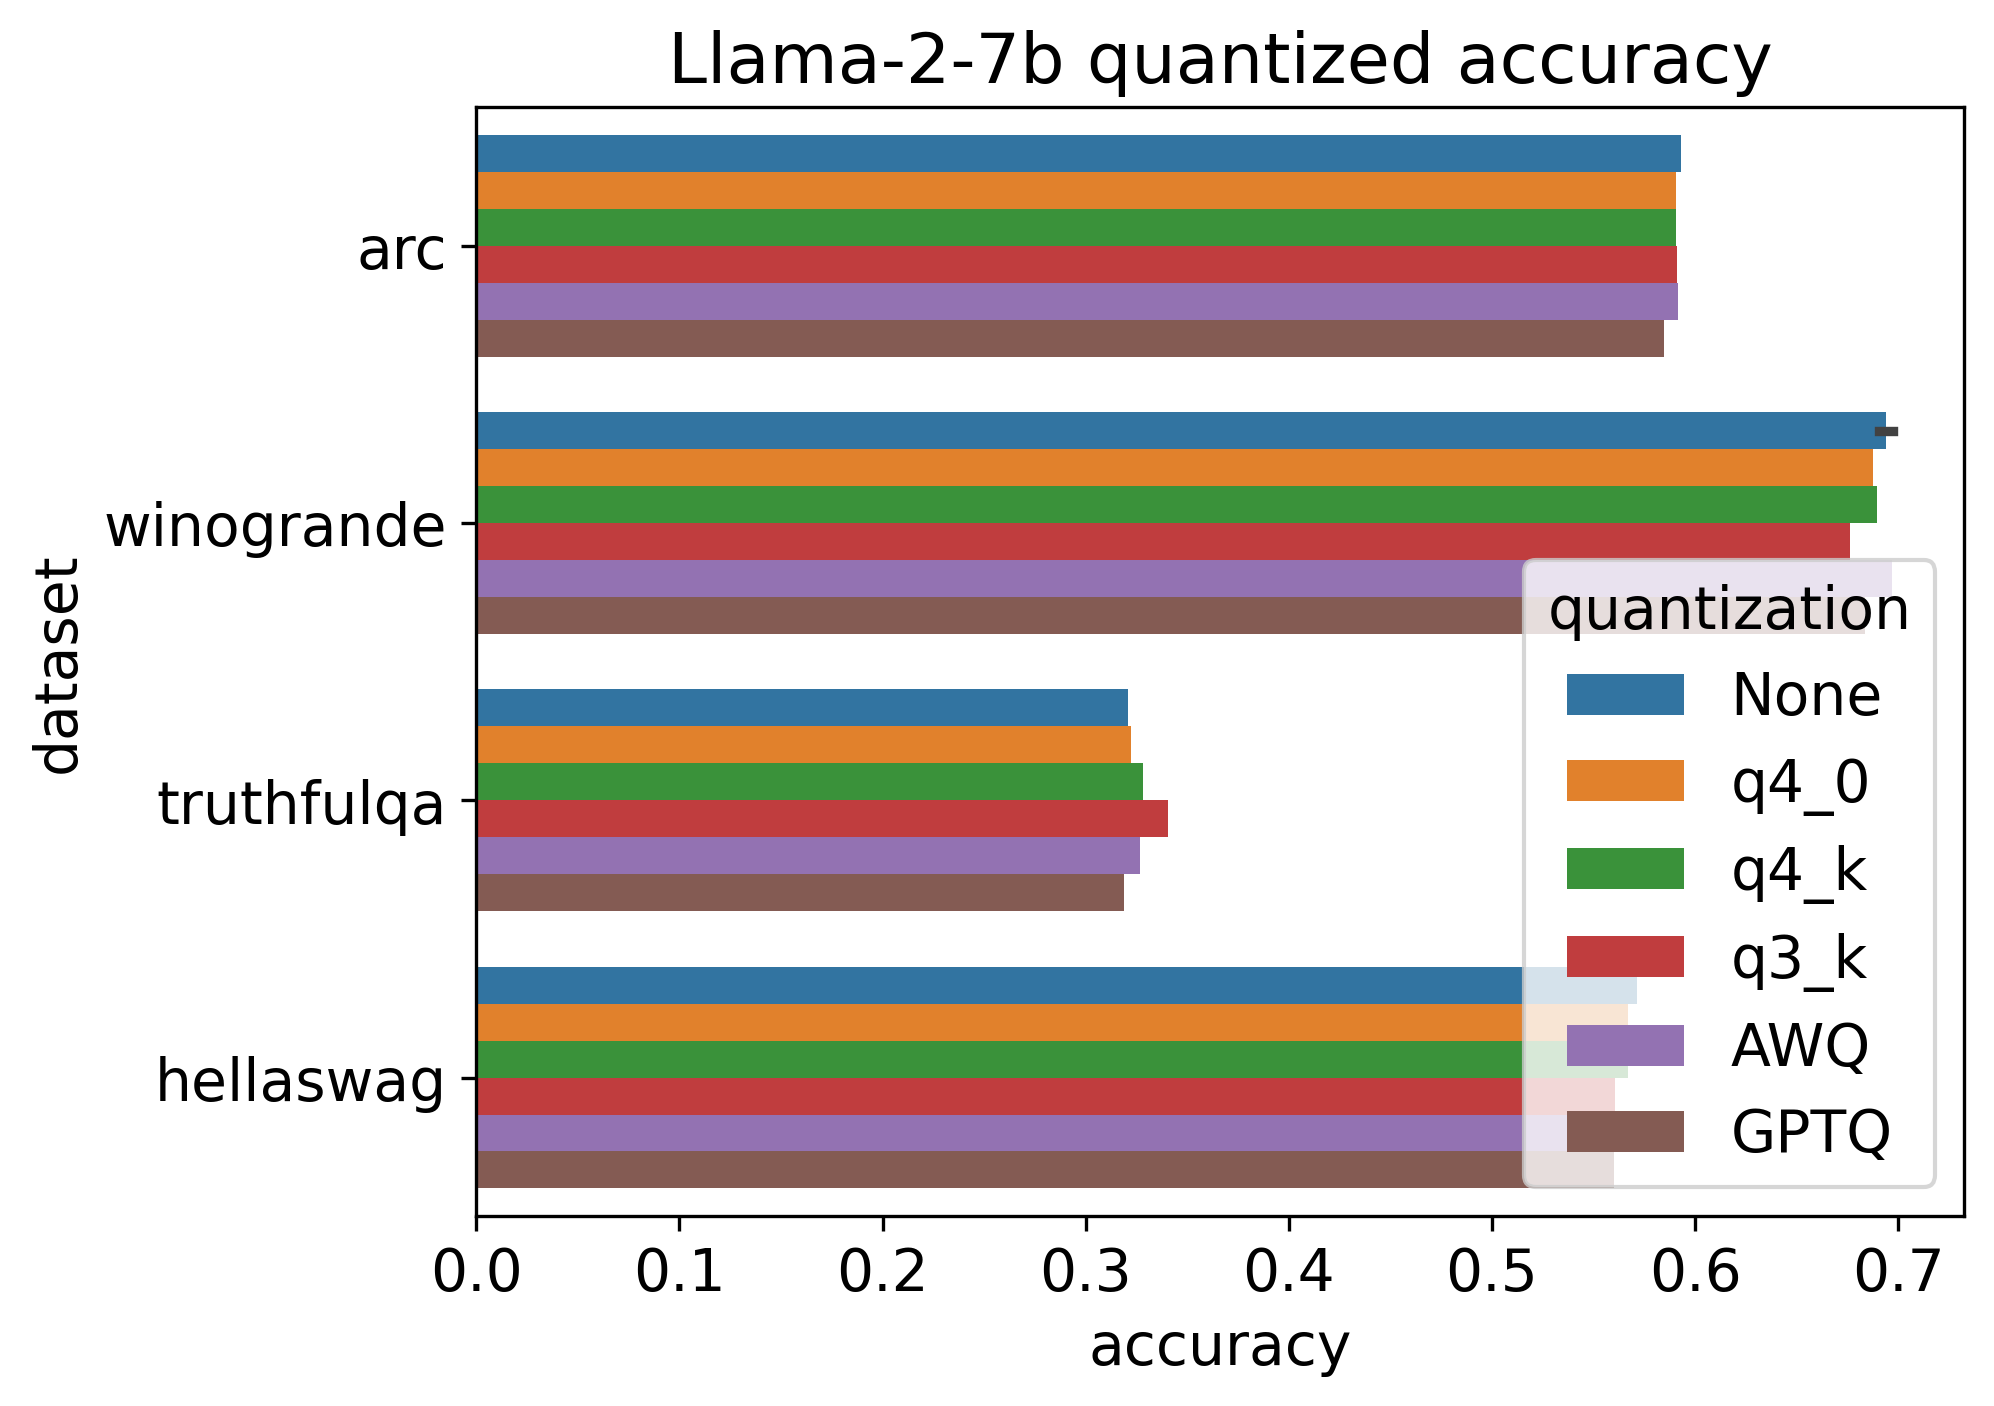 Llama-2-7b quantized accuracy
dataset
arc
winogrande
truthfulqa
hellaswag
quantization
None
q4_0
q4_k
q3_k
AWQ
GPTQ
0.0 0.1 0.2 0.3 0.4 0.5 0.6 0.7
accuracy